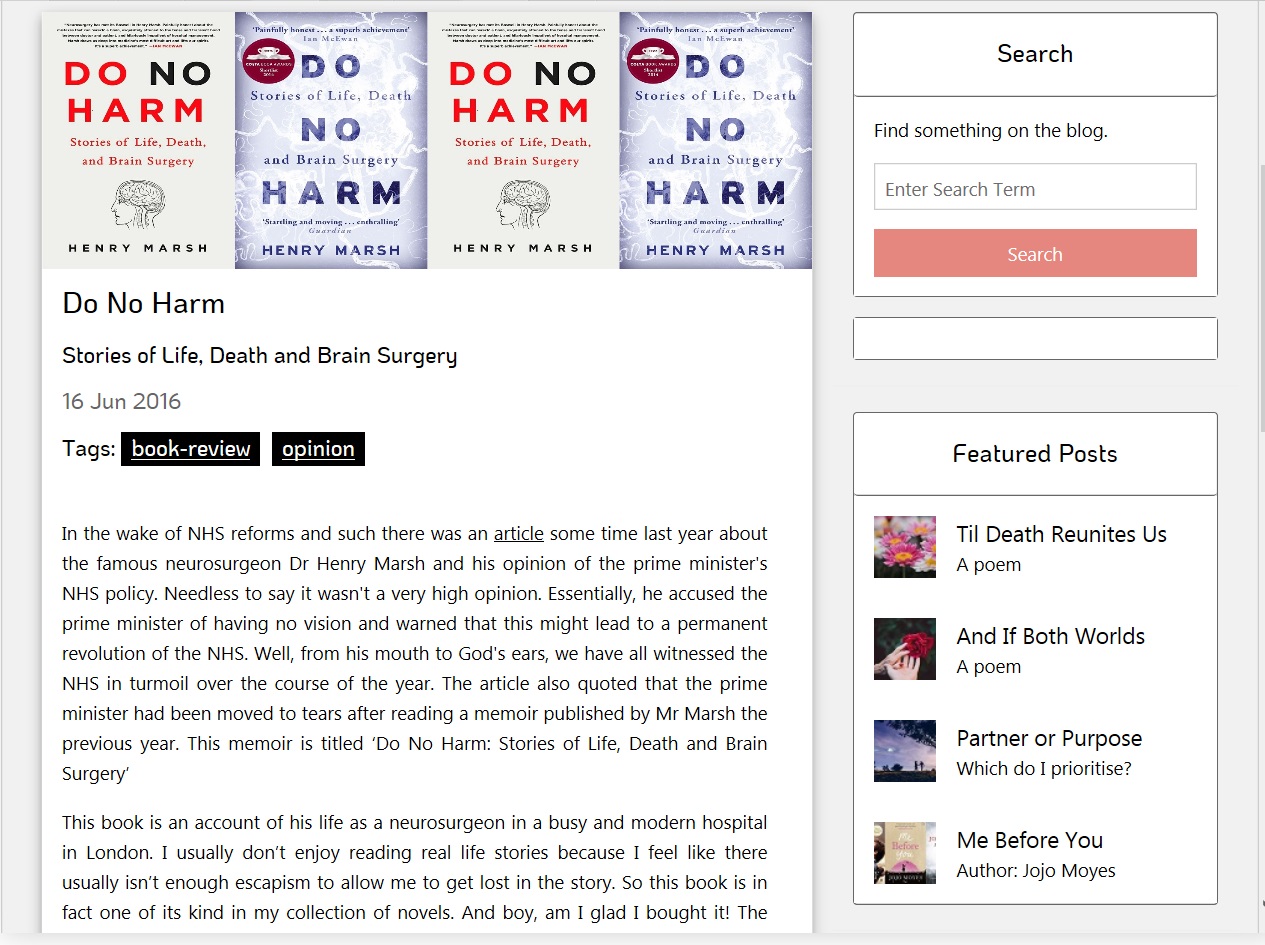 DO NO
HARM
Stories of Life, Death,
and Brain Surgery
HENRY MARSH
'Painfully honest . . . a superb achievement'
Ian McEwan
COSTA BOOK AWARDS
Shortlist
2014
DO
Stories of Life, Death
NO
and Brain Surgery
HARM
'Startling and moving . . . enthralling'
Guardian
HENRY MARSH
DO NO
HARM
Stories of Life, Death,
and Brain Surgery
HENRY MARSH
'Painfully honest . . . a superb achievement'
Ian McEwan
COSTA BOOK AWARDS
Shortlist
2014
DO
Stories of Life, Death
NO
and Brain Surgery
HARM
'Startling and moving . . . enthralling'
Guardian
HENRY MARSH
Do No Harm
Stories of Life, Death and Brain Surgery
16 Jun 2016
Tags: book-review opinion
In the wake of NHS reforms and such there was an article some time last year about
the famous neurosurgeon Dr Henry Marsh and his opinion of the prime minister's
NHS policy. Needless to say it wasn't a very high opinion. Essentially, he accused the
prime minister of having no vision and warned that this might lead to a permanent
revolution of the NHS. Well, from his mouth to God's ears, we have all witnessed the
NHS in turmoil over the course of the year. The article also quoted that the prime
minister had been moved to tears after reading a memoir published by Mr Marsh the
previous year. This memoir is titled ‘Do No Harm: Stories of Life, Death and Brain
Surgery’
This book is an account of his life as a neurosurgeon in a busy and modern hospital
in London. I usually don’t enjoy reading real life stories because I feel like there
usually isn’t enough escapism to allow me to get lost in the story. So this book is in
fact one of its kind in my collection of novels. And boy, am I glad I bought it! The
Search
Find something on the blog.
Enter Search Term
Search
Featured Posts
Til Death Reunites Us
A poem
And If Both Worlds
A poem
Partner or Purpose
Which do I prioritise?
Me Before You
Author: Jojo Moyes
Me
Before
You
JOJO MOYES